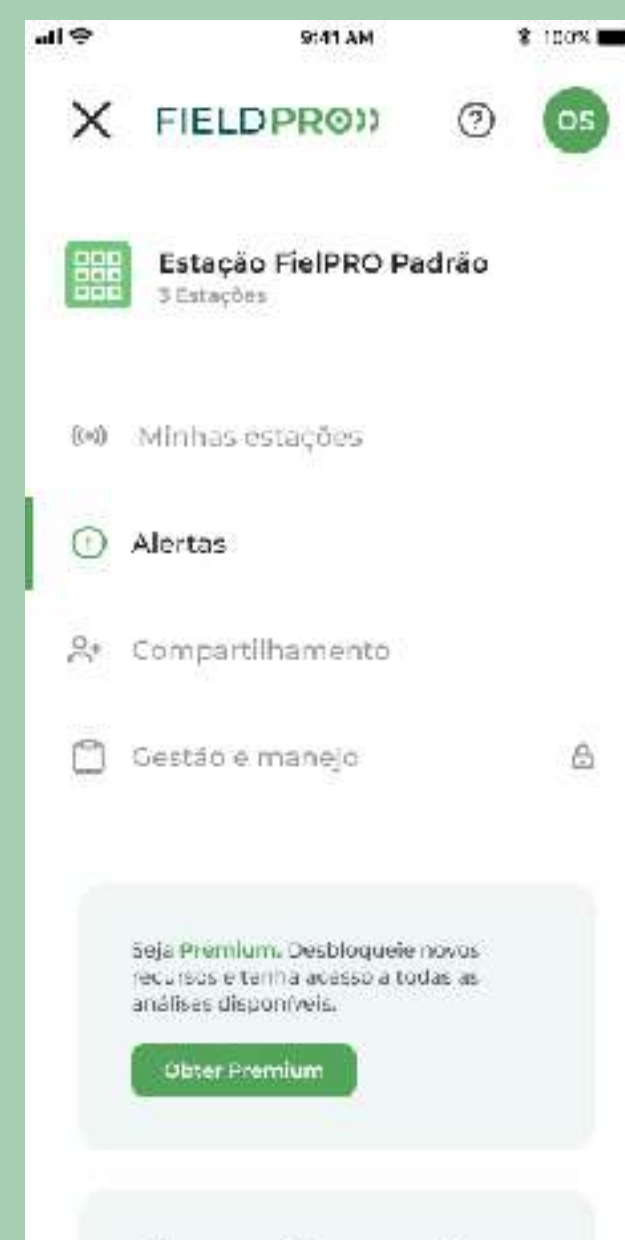 9:41 AM
100%
FIELDPRO
OS
Estação FielPRO Padrão
3 Estações
Minhas estações
Alertas
Compartilhamento
Gestão e manejo
Seja Premium. Desbloqueie novos
recursos e tenha acesso a todas as
análises disponíveis.
Obter Premium